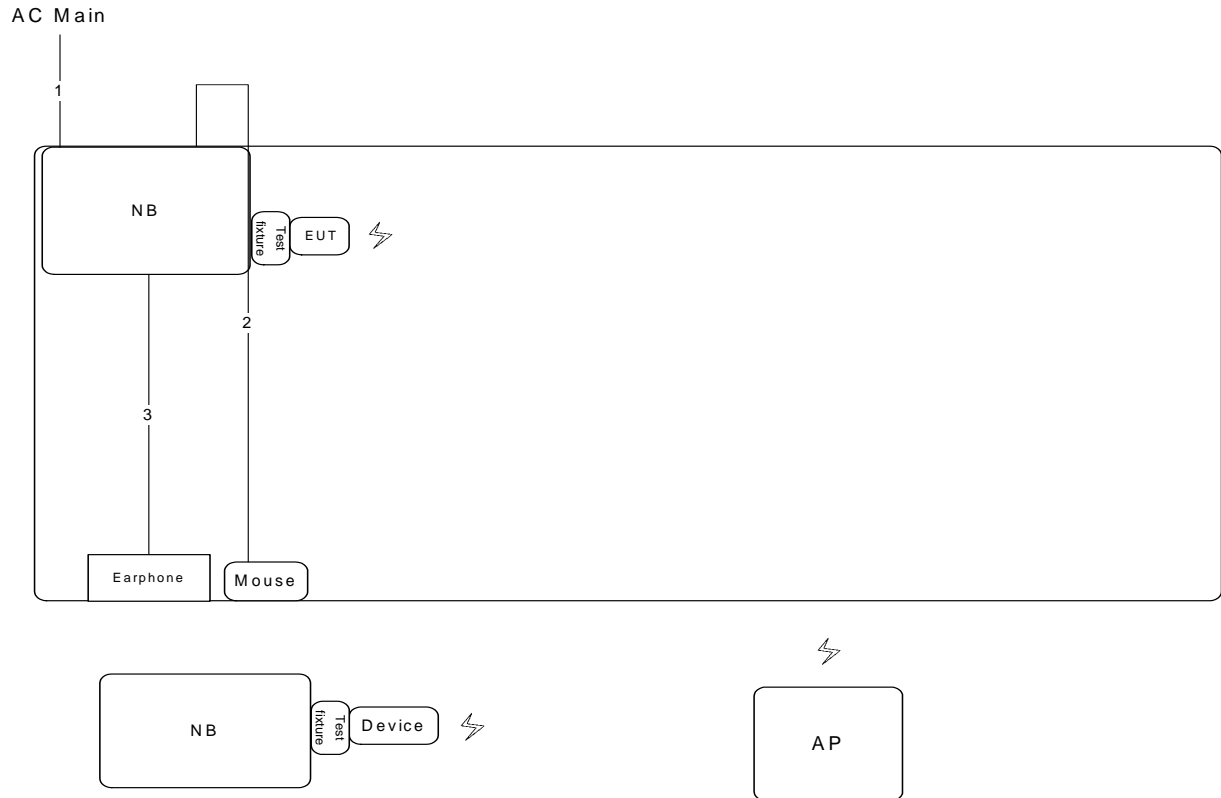 AC Main
1
NB
Test
fixture
EUT
2
3
Earphone
Mouse
NB
Test
fixture
Device
AP